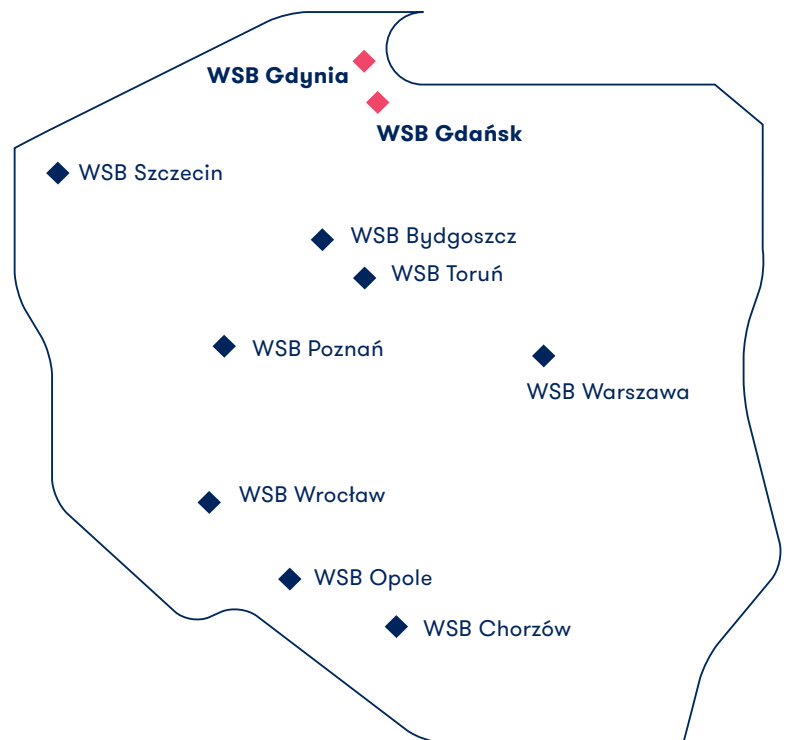 WSB Gdynia
WSB Gdańsk
WSB Szczecin
WSB Bydgoszcz
WSB Toruń
WSB Poznań
WSB Warszawa
WSB Wrocław
WSB Opole
WSB Chorzów